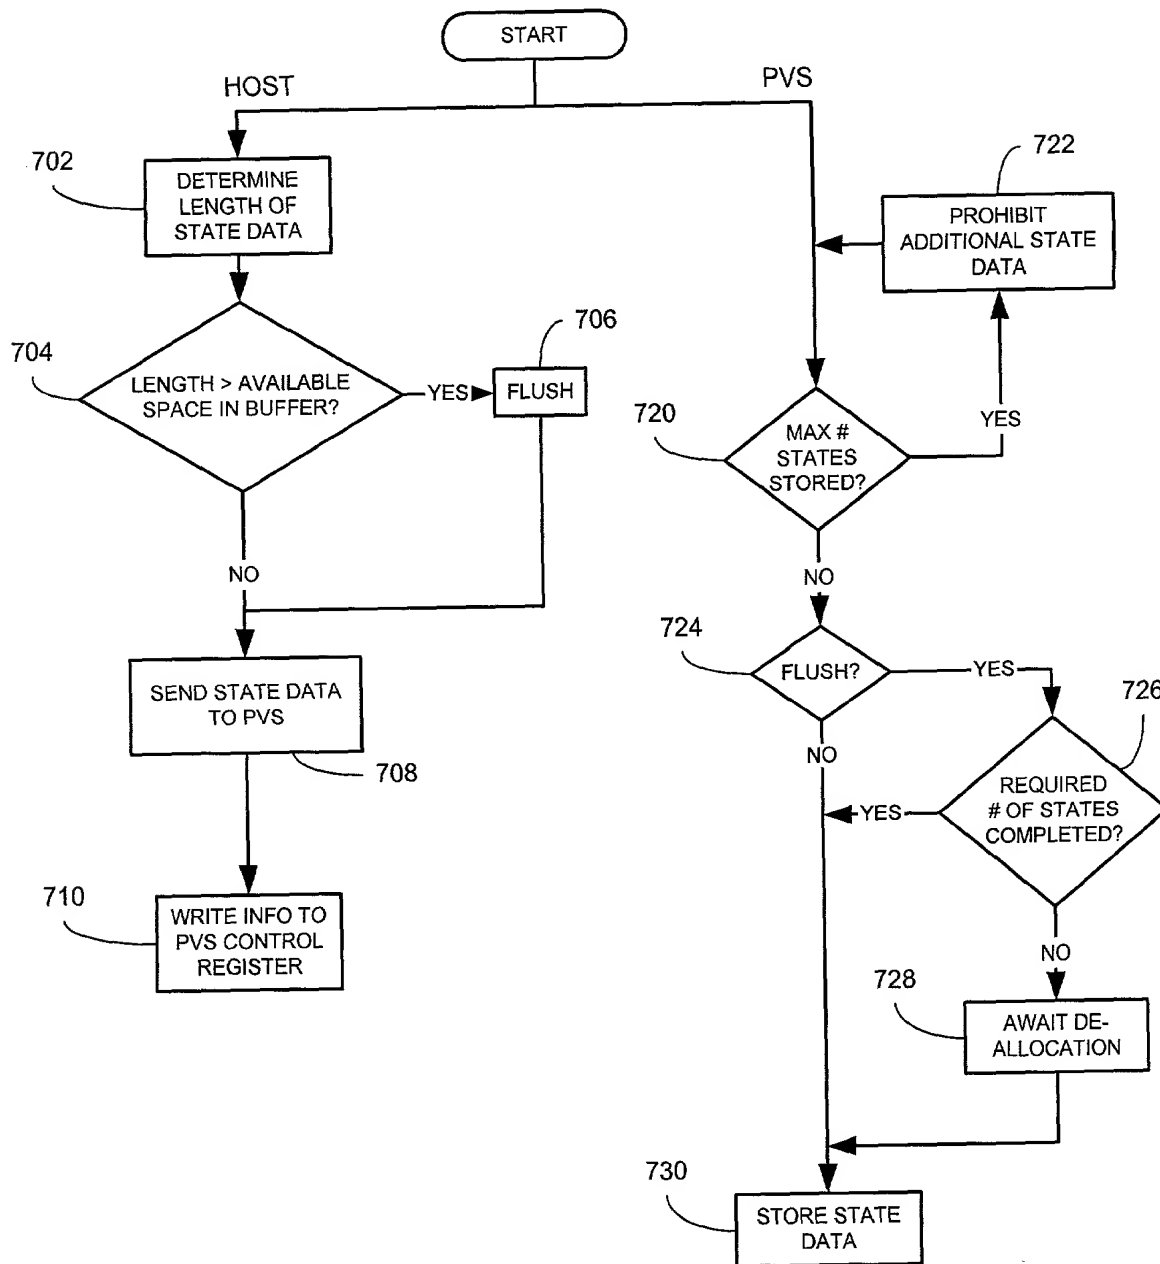 START
HOST
PVS
702
DETERMINE
LENGTH OF
STATE DATA
704
LENGTH > AVAILABLE
SPACE IN BUFFER?
YES
706
FLUSH
NO
SEND STATE DATA
TO PVS
708
710
WRITE INFO TO
PVS CONTROL
REGISTER
722
PROHIBIT
ADDITIONAL STATE
DATA
YES
720
MAX #
STATES
STORED?
NO
724
FLUSH?
YES
NO
726
REQUIRED
# OF STATES
COMPLETED?
YES
NO
728
AWAIT DE-
ALLOCATION
730
STORE STATE
DATA